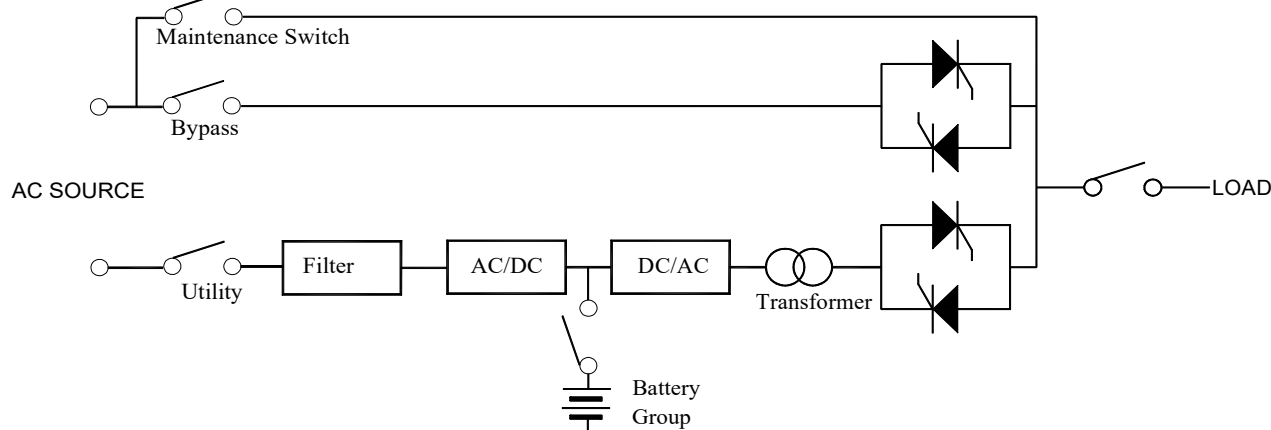 Maintenance Switch
Bypass
AC SOURCE
LOAD
Filter
AC/DC
DC/AC
Utility
Transformer
Battery
Group